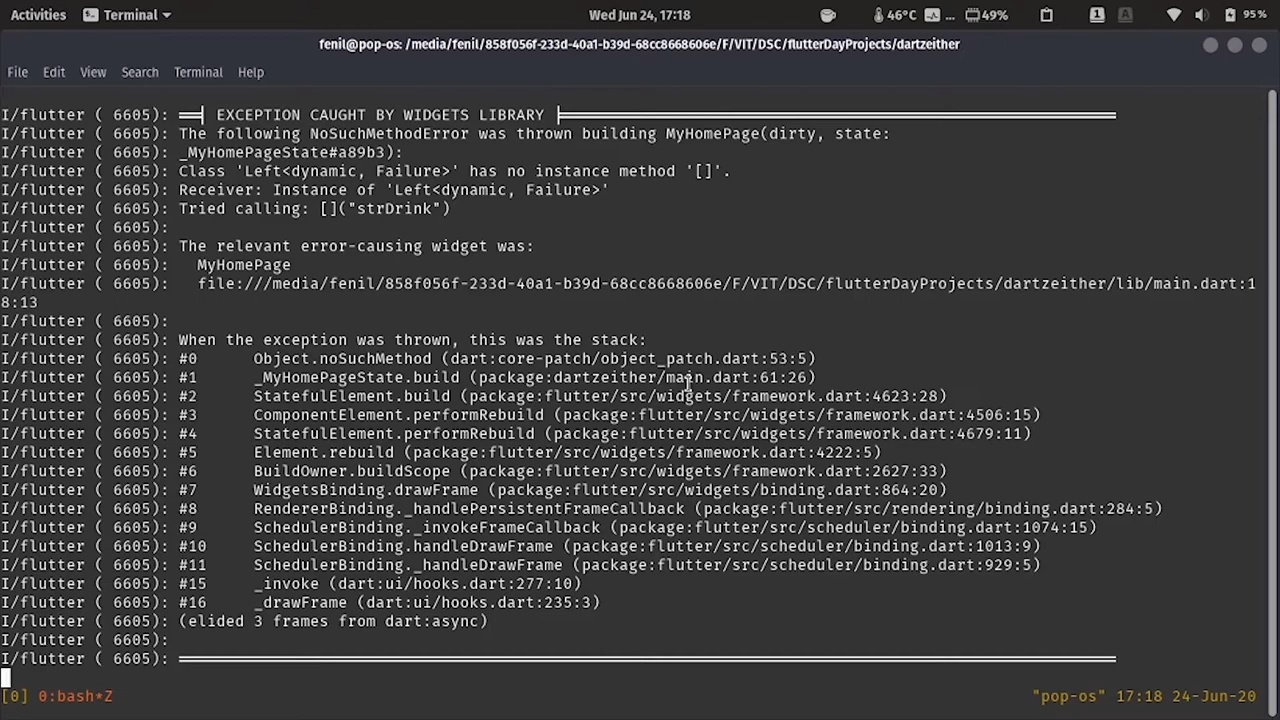 Activities Terminal Wed Jun 24, 17:18 46°C ... 49% 1 A 95%
fenil@pop-os: /media/fenil/858f056f-233d-40a1-b39d-68cc8668606e/F/VIT/DSC/flutterDayProjects/dartzeither
File Edit View Search Terminal Help
I/flutter ( 6605): ══╡ EXCEPTION CAUGHT BY WIDGETS LIBRARY ╞═══════════════════════════════════════════════════════════
I/flutter ( 6605): The following NoSuchMethodError was thrown building MyHomePage(dirty, state:
I/flutter ( 6605): _MyHomePageState#a89b3):
I/flutter ( 6605): Class 'Left<dynamic, Failure>' has no instance method '[]'.
I/flutter ( 6605): Receiver: Instance of 'Left<dynamic, Failure>'
I/flutter ( 6605): Tried calling: []("strDrink")
I/flutter ( 6605):
I/flutter ( 6605): The relevant error-causing widget was:
I/flutter ( 6605):   MyHomePage
I/flutter ( 6605):   file:///media/fenil/858f056f-233d-40a1-b39d-68cc8668606e/F/VIT/DSC/flutterDayProjects/dartzeither/lib/main.dart:1
8:13
I/flutter ( 6605):
I/flutter ( 6605): When the exception was thrown, this was the stack:
I/flutter ( 6605): #0      Object.noSuchMethod (dart:core-patch/object_patch.dart:53:5)
I/flutter ( 6605): #1      _MyHomePageState.build (package:dartzeither/main.dart:61:26)
I/flutter ( 6605): #2      StatefulElement.build (package:flutter/src/widgets/framework.dart:4623:28)
I/flutter ( 6605): #3      ComponentElement.performRebuild (package:flutter/src/widgets/framework.dart:4506:15)
I/flutter ( 6605): #4      StatefulElement.performRebuild (package:flutter/src/widgets/framework.dart:4679:11)
I/flutter ( 6605): #5      Element.rebuild (package:flutter/src/widgets/framework.dart:4222:5)
I/flutter ( 6605): #6      BuildOwner.buildScope (package:flutter/src/widgets/framework.dart:2627:33)
I/flutter ( 6605): #7      WidgetsBinding.drawFrame (package:flutter/src/widgets/binding.dart:864:20)
I/flutter ( 6605): #8      RendererBinding._handlePersistentFrameCallback (package:flutter/src/rendering/binding.dart:284:5)
I/flutter ( 6605): #9      SchedulerBinding._invokeFrameCallback (package:flutter/src/scheduler/binding.dart:1074:15)
I/flutter ( 6605): #10     SchedulerBinding.handleDrawFrame (package:flutter/src/scheduler/binding.dart:1013:9)
I/flutter ( 6605): #11     SchedulerBinding._handleDrawFrame (package:flutter/src/scheduler/binding.dart:929:5)
I/flutter ( 6605): #15     _invoke (dart:ui/hooks.dart:277:10)
I/flutter ( 6605): #16     _drawFrame (dart:ui/hooks.dart:235:3)
I/flutter ( 6605): (elided 3 frames from dart:async)
I/flutter ( 6605):
I/flutter ( 6605): ════════════════════════════════════════════════════════════════════════════════════════════════════
[0] 0:bash*Z "pop-os" 17:18 24-Jun-20